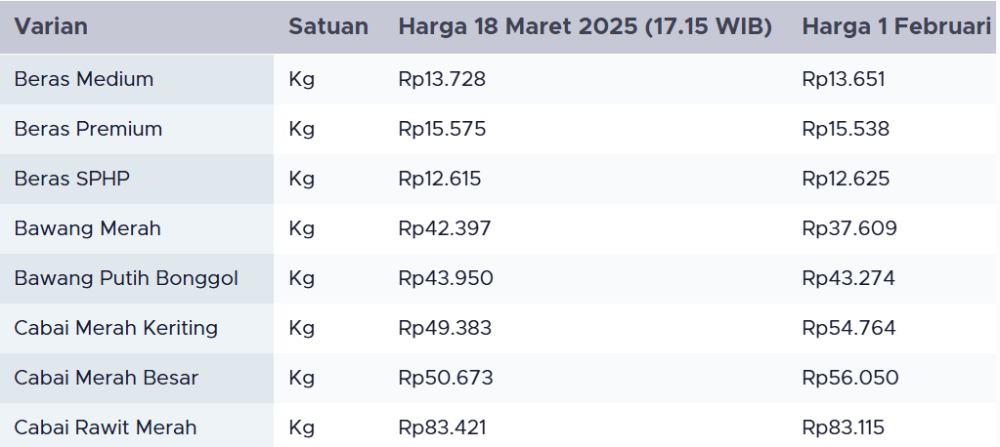 Varian Satuan Harga 18 Maret 2025 (17.15 WIB) Harga 1 Februari
Beras Medium Kg Rp13.728 Rp13.651
Beras Premium Kg Rp15.575 Rp15.538
Beras SPHP Kg Rp12.615 Rp12.625
Bawang Merah Kg Rp42.397 Rp37.609
Bawang Putih Bonggol Kg Rp43.950 Rp43.274
Cabai Merah Keriting Kg Rp49.383 Rp54.764
Cabai Merah Besar Kg Rp50.673 Rp56.050
Cabai Rawit Merah Kg Rp83.421 Rp83.115